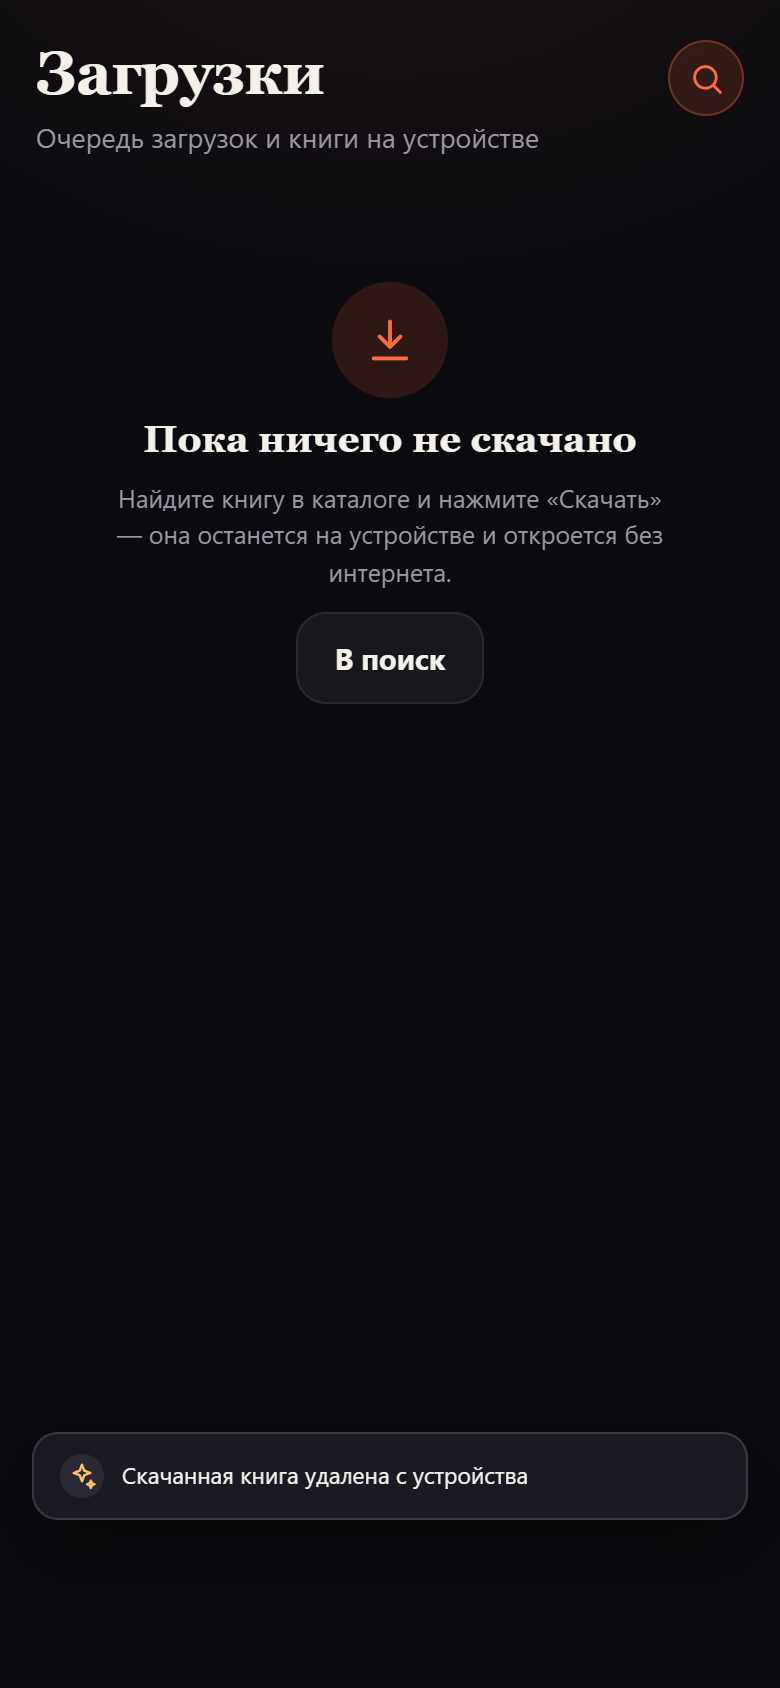 Загрузки
Очередь загрузок и книги на устройстве
Пока ничего не скачано
Найдите книгу в каталоге и нажмите «Скачать»
— она останется на устройстве и откроется без
интернета.
В поиск
Скачанная книга удалена с устройства